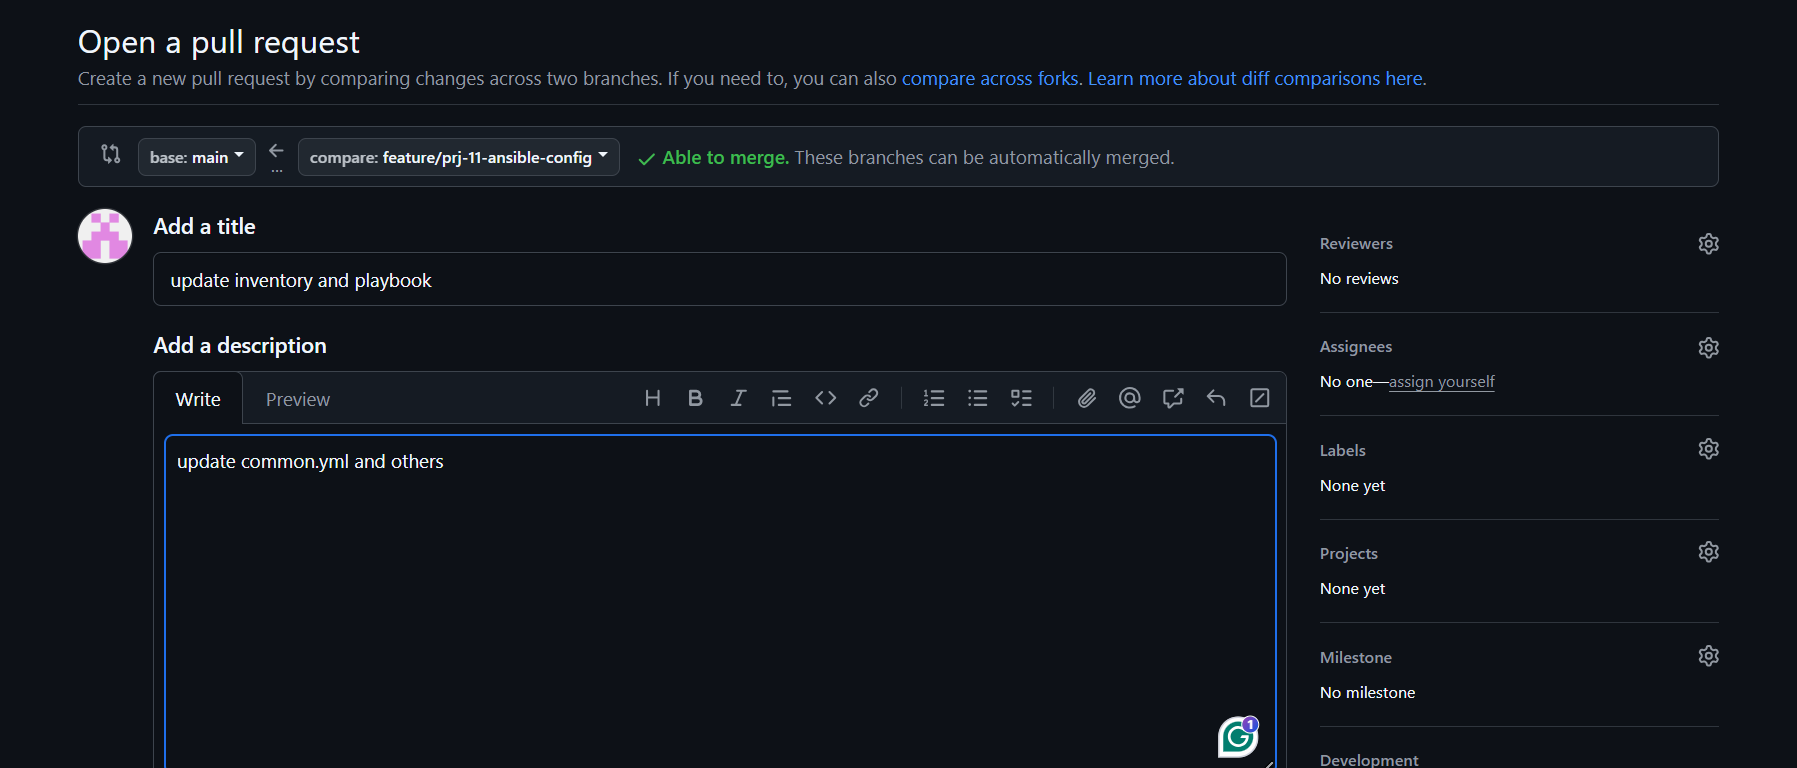 Open a pull request
Create a new pull request by comparing changes across two branches. If you need to, you can also compare across forks. Learn more about diff comparisons here.
base: main
compare: feature/prj-11-ansible-config
Able to merge. These branches can be automatically merged.
Add a title
update inventory and playbook
Add a description
Write
Preview
H B I
update common.yml and others
G 1
Reviewers
No reviews
Assignees
No one—assign yourself
Labels
None yet
Projects
None yet
Milestone
No milestone
Development